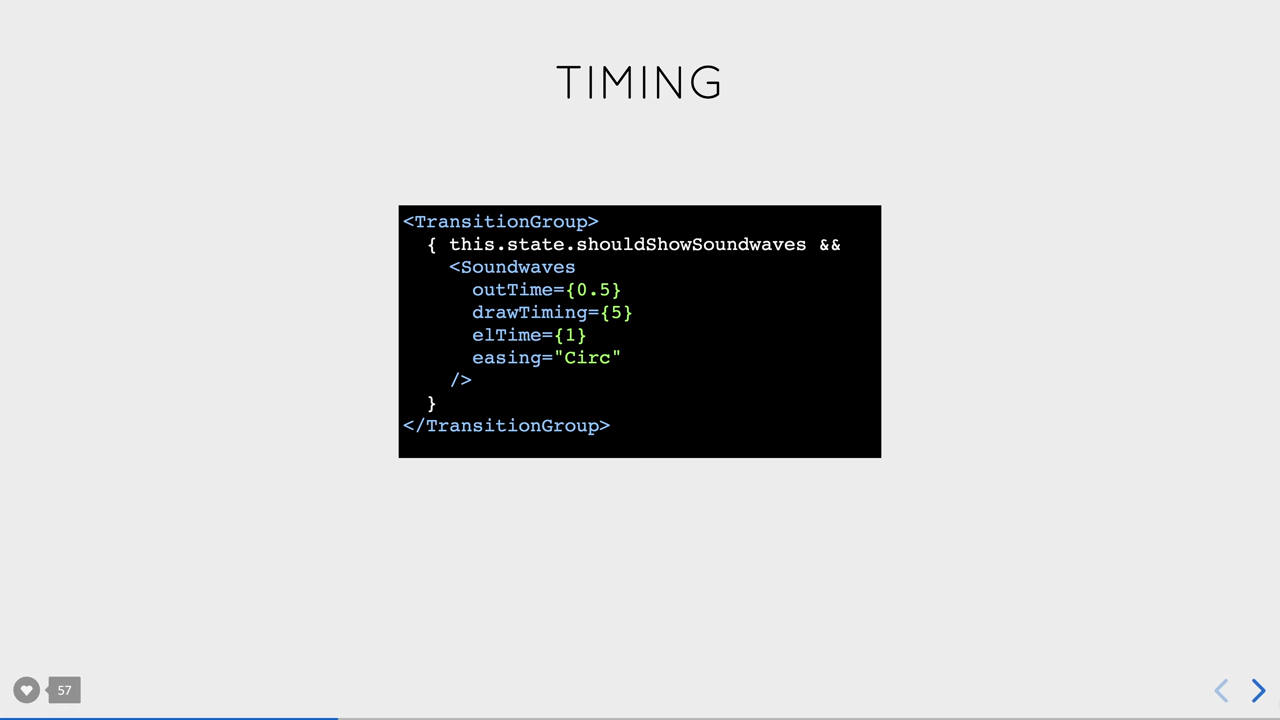 TIMING
<TransitionGroup>
  { this.state.shouldShowSoundwaves &&
    <Soundwaves
      outTime={0.5}
      drawTiming={5}
      elTime={1}
      easing="Circ"
    />
  }
</TransitionGroup>
57